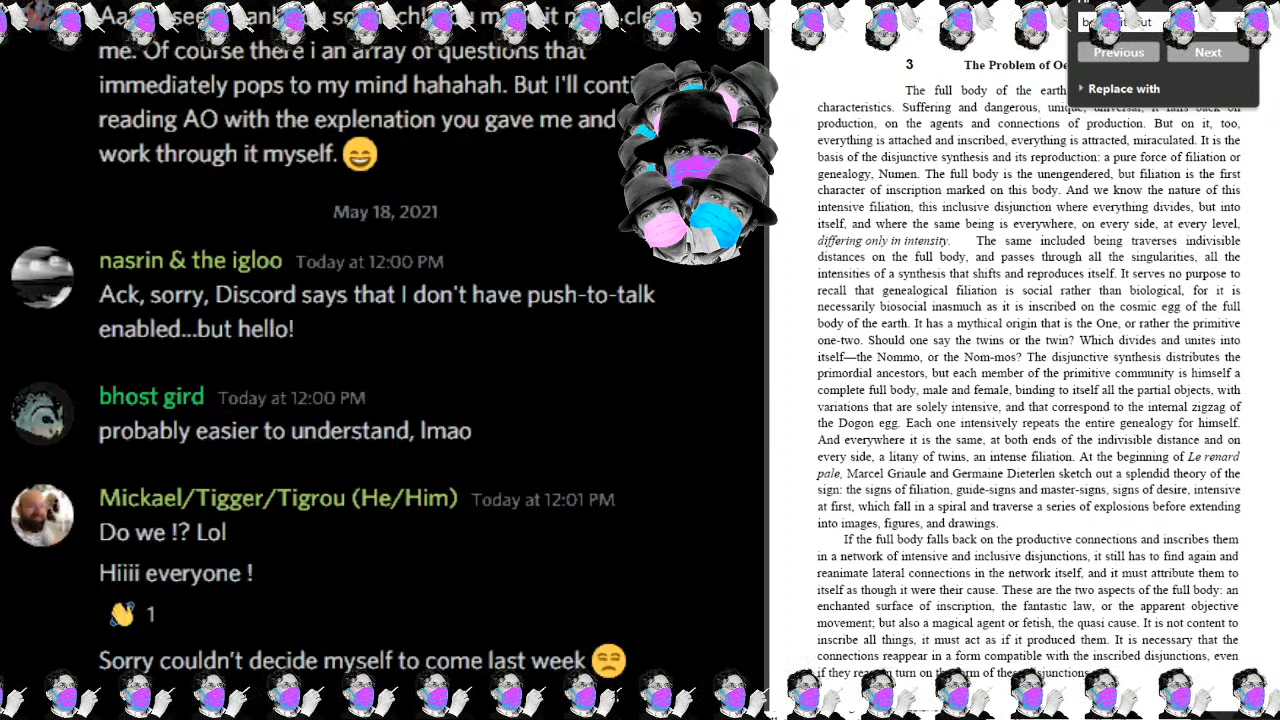 me. Of course there i an array of questions that
immediately pops to my mind hahahah. But I'll conti
reading AO with the explenation you gave me and
work through it myself. 😄
May 18, 2021
nasrin & the igloo Today at 12:00 PM
Ack, sorry, Discord says that I don't have push-to-talk
enabled...but hello!
bhost gird Today at 12:00 PM
probably easier to understand, lmao
Mickael/Tigger/Tigrou (He/Him) Today at 12:01 PM
Do we !? Lol
Hiiii everyone !
👋 1
Sorry couldn't decide myself to come last week 😞
Previous Next
Replace with
3 The Problem of Oe
The full body of the earth
characteristics. Suffering and dangerous, unique, universal, it falls back on
production, on the agents and connections of production. But on it, too,
everything is attached and inscribed, everything is attracted, miraculated. It is the
basis of the disjunctive synthesis and its reproduction: a pure force of filiation or
genealogy, Numen. The full body is the unengendered, but filiation is the first
character of inscription marked on this body. And we know the nature of this
intensive filiation, this inclusive disjunction where everything divides, but into
itself, and where the same being is everywhere, on every side, at every level,
differing only in intensity. The same included being traverses indivisible
distances on the full body, and passes through all the singularities, all the
intensities of a synthesis that shifts and reproduces itself. It serves no purpose to
recall that genealogical filiation is social rather than biological, for it is
necessarily biosocial inasmuch as it is inscribed on the cosmic egg of the full
body of the earth. It has a mythical origin that is the One, or rather the primitive
one-two. Should one say the twins or the twin? Which divides and unites into
itself—the Nommo, or the Nom-mos? The disjunctive synthesis distributes the
primordial ancestors, but each member of the primitive community is himself a
complete full body, male and female, binding to itself all the partial objects, with
variations that are solely intensive, and that correspond to the internal zigzag of
the Dogon egg. Each one intensively repeats the entire genealogy for himself.
And everywhere it is the same, at both ends of the indivisible distance and on
every side, a litany of twins, an intense filiation. At the beginning of Le renard
pale, Marcel Griaule and Germaine Dieterlen sketch out a splendid theory of the
sign: the signs of filiation, guide-signs and master-signs, signs of desire, intensive
at first, which fall in a spiral and traverse a series of explosions before extending
into images, figures, and drawings.
If the full body falls back on the productive connections and inscribes them
in a network of intensive and inclusive disjunctions, it still has to find again and
reanimate lateral connections in the network itself, and it must attribute them to
itself as though it were their cause. These are the two aspects of the full body: an
enchanted surface of inscription, the fantastic law, or the apparent objective
movement; but also a magical agent or fetish, the quasi cause. It is not content to
inscribe all things, it must act as if it produced them. It is necessary that the
connections reappear in a form compatible with the inscribed disjunctions, even
if they turn on